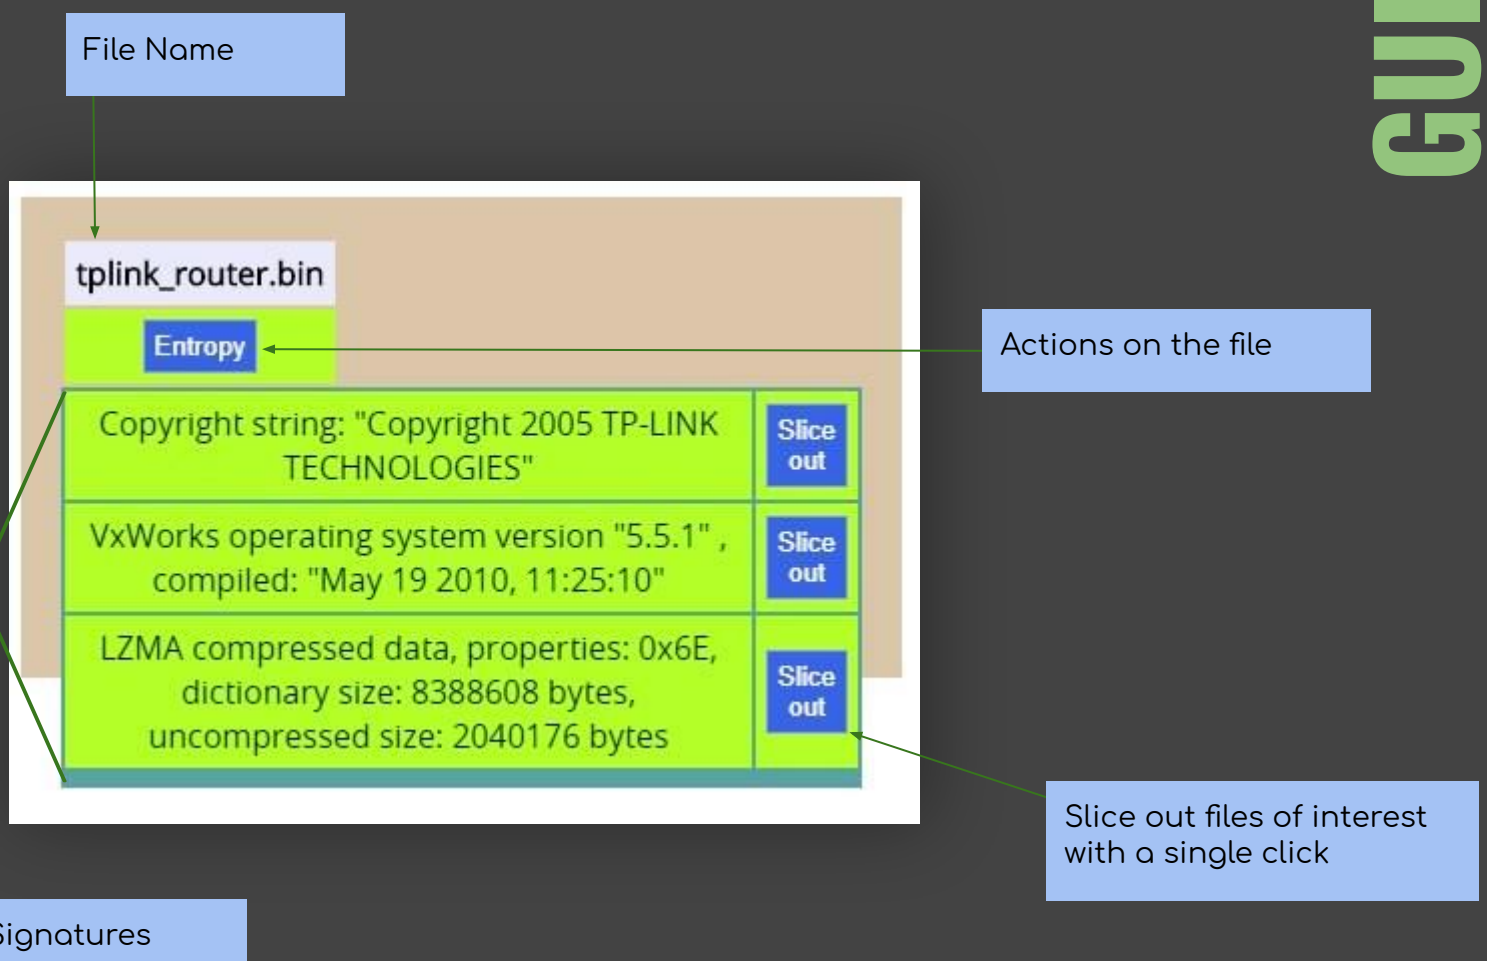 File Name
GUI
tplink_router.bin
Entropy
Actions on the file
Copyright string: "Copyright 2005 TP-LINK
TECHNOLOGIES"
Slice
out
VxWorks operating system version "5.5.1" ,
compiled: "May 19 2010, 11:25:10"
Slice
out
LZMA compressed data, properties: 0x6E,
dictionary size: 8388608 bytes,
uncompressed size: 2040176 bytes
Slice
out
Slice out files of interest
with a single click
Signatures